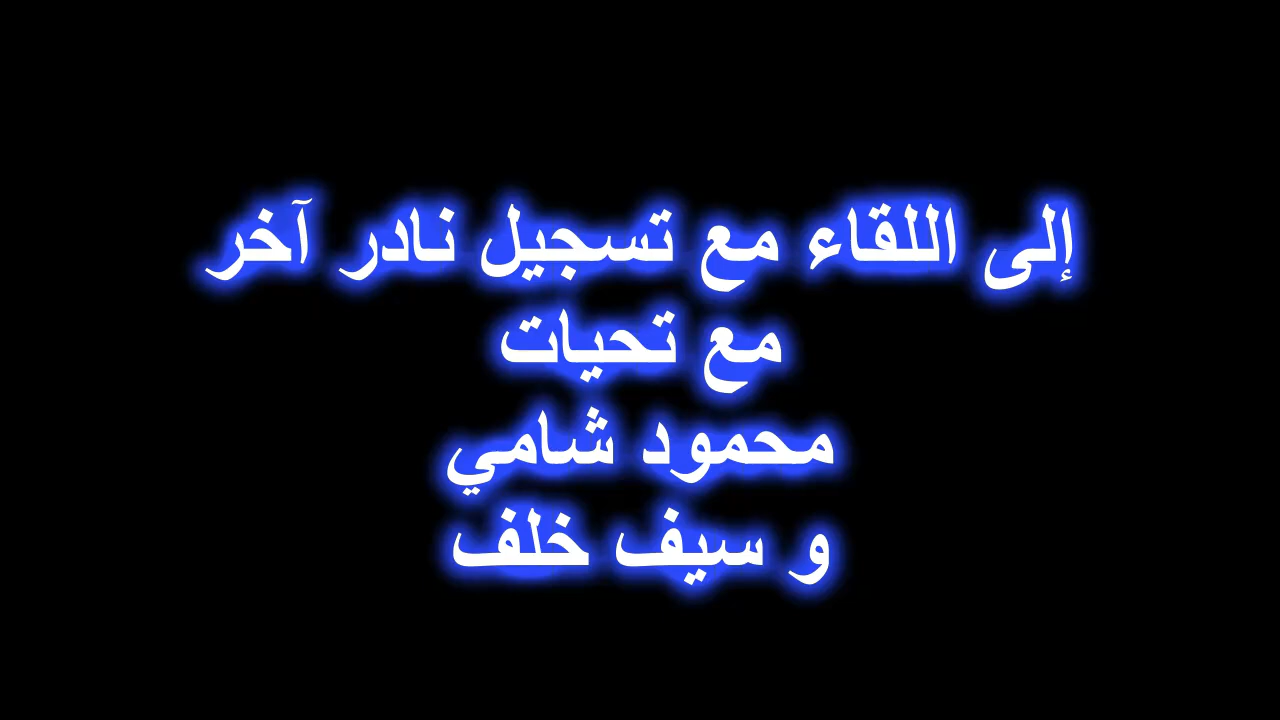 إلى اللقاء مع تسجيل نادر آخر
مع تحيات
محمود شامي
و سيف خلف